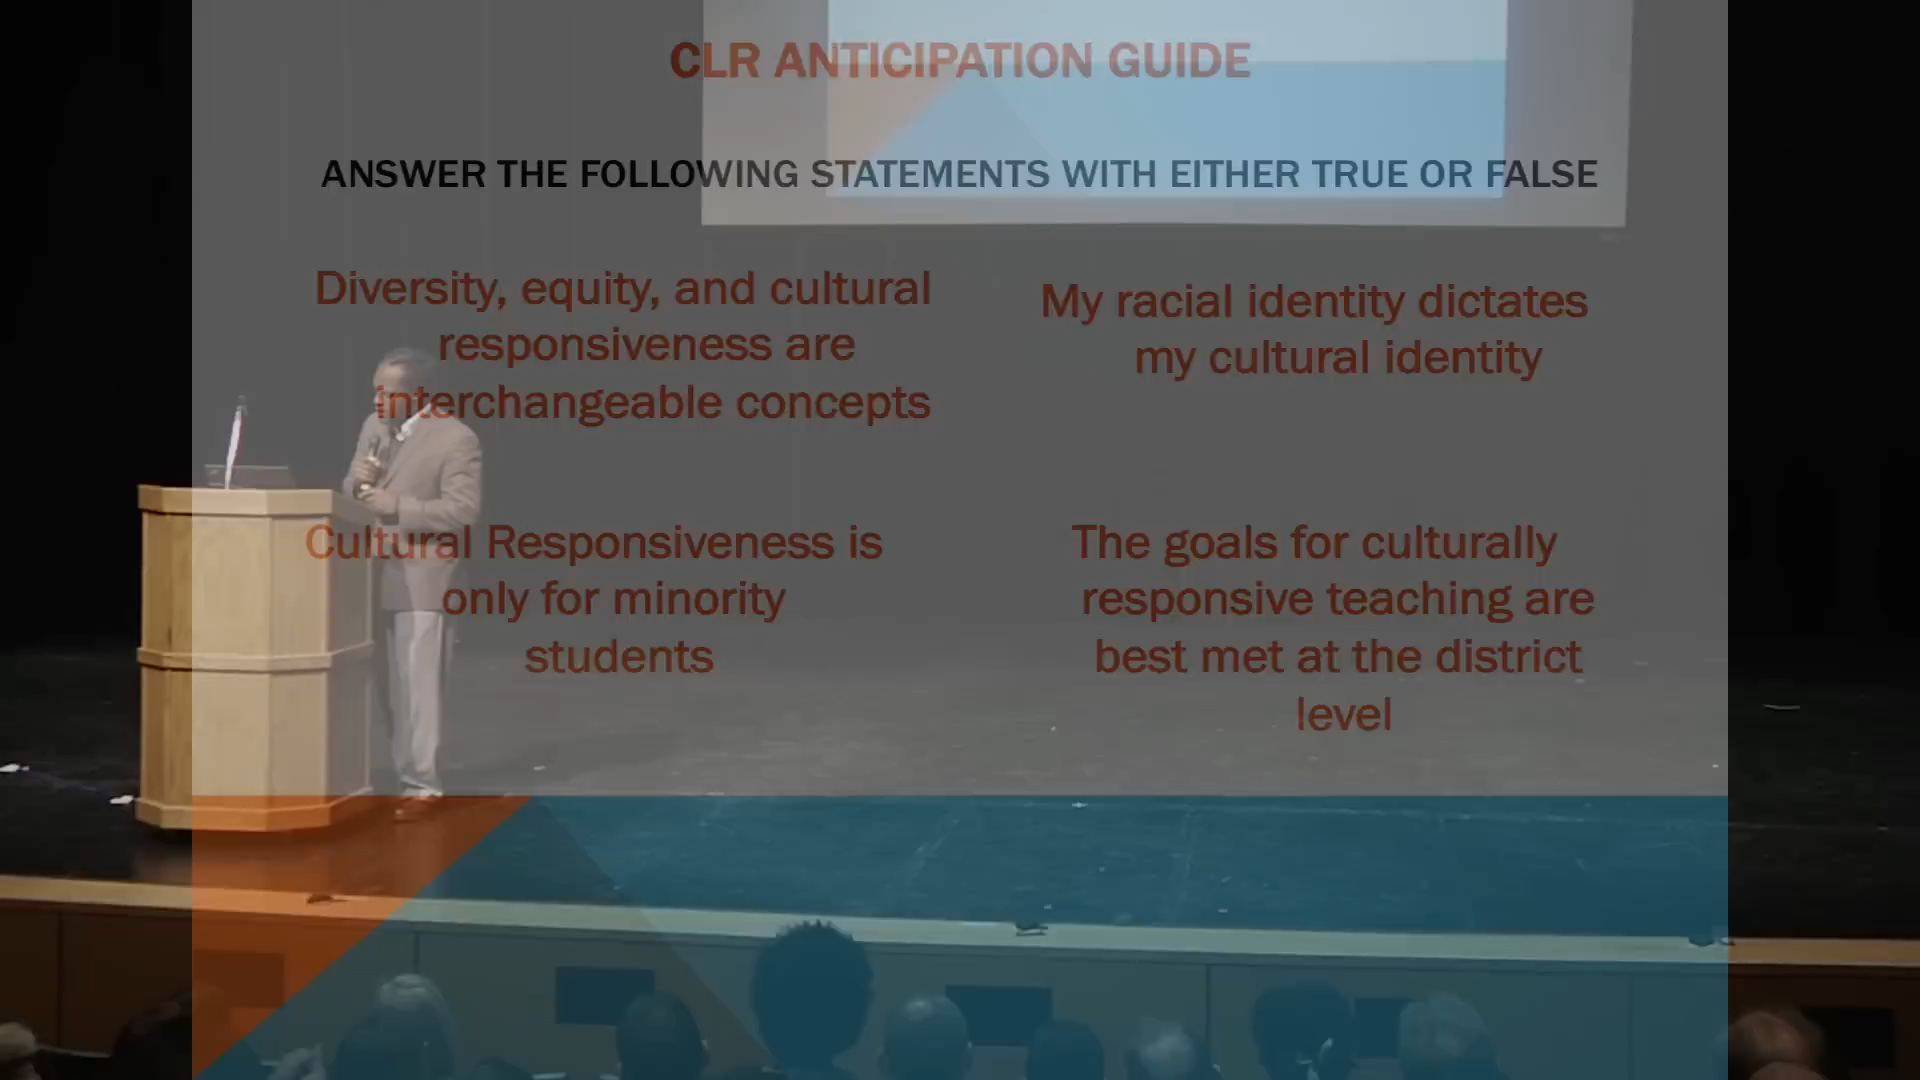 CLR ANTICIPATION GUIDE
ANSWER THE FOLLOWING STATEMENTS WITH EITHER TRUE OR FALSE
Diversity, equity, and cultural
responsiveness are
interchangeable concepts
My racial identity dictates
my cultural identity
Cultural Responsiveness is
only for minority
students
The goals for culturally
responsive teaching are
best met at the district
level